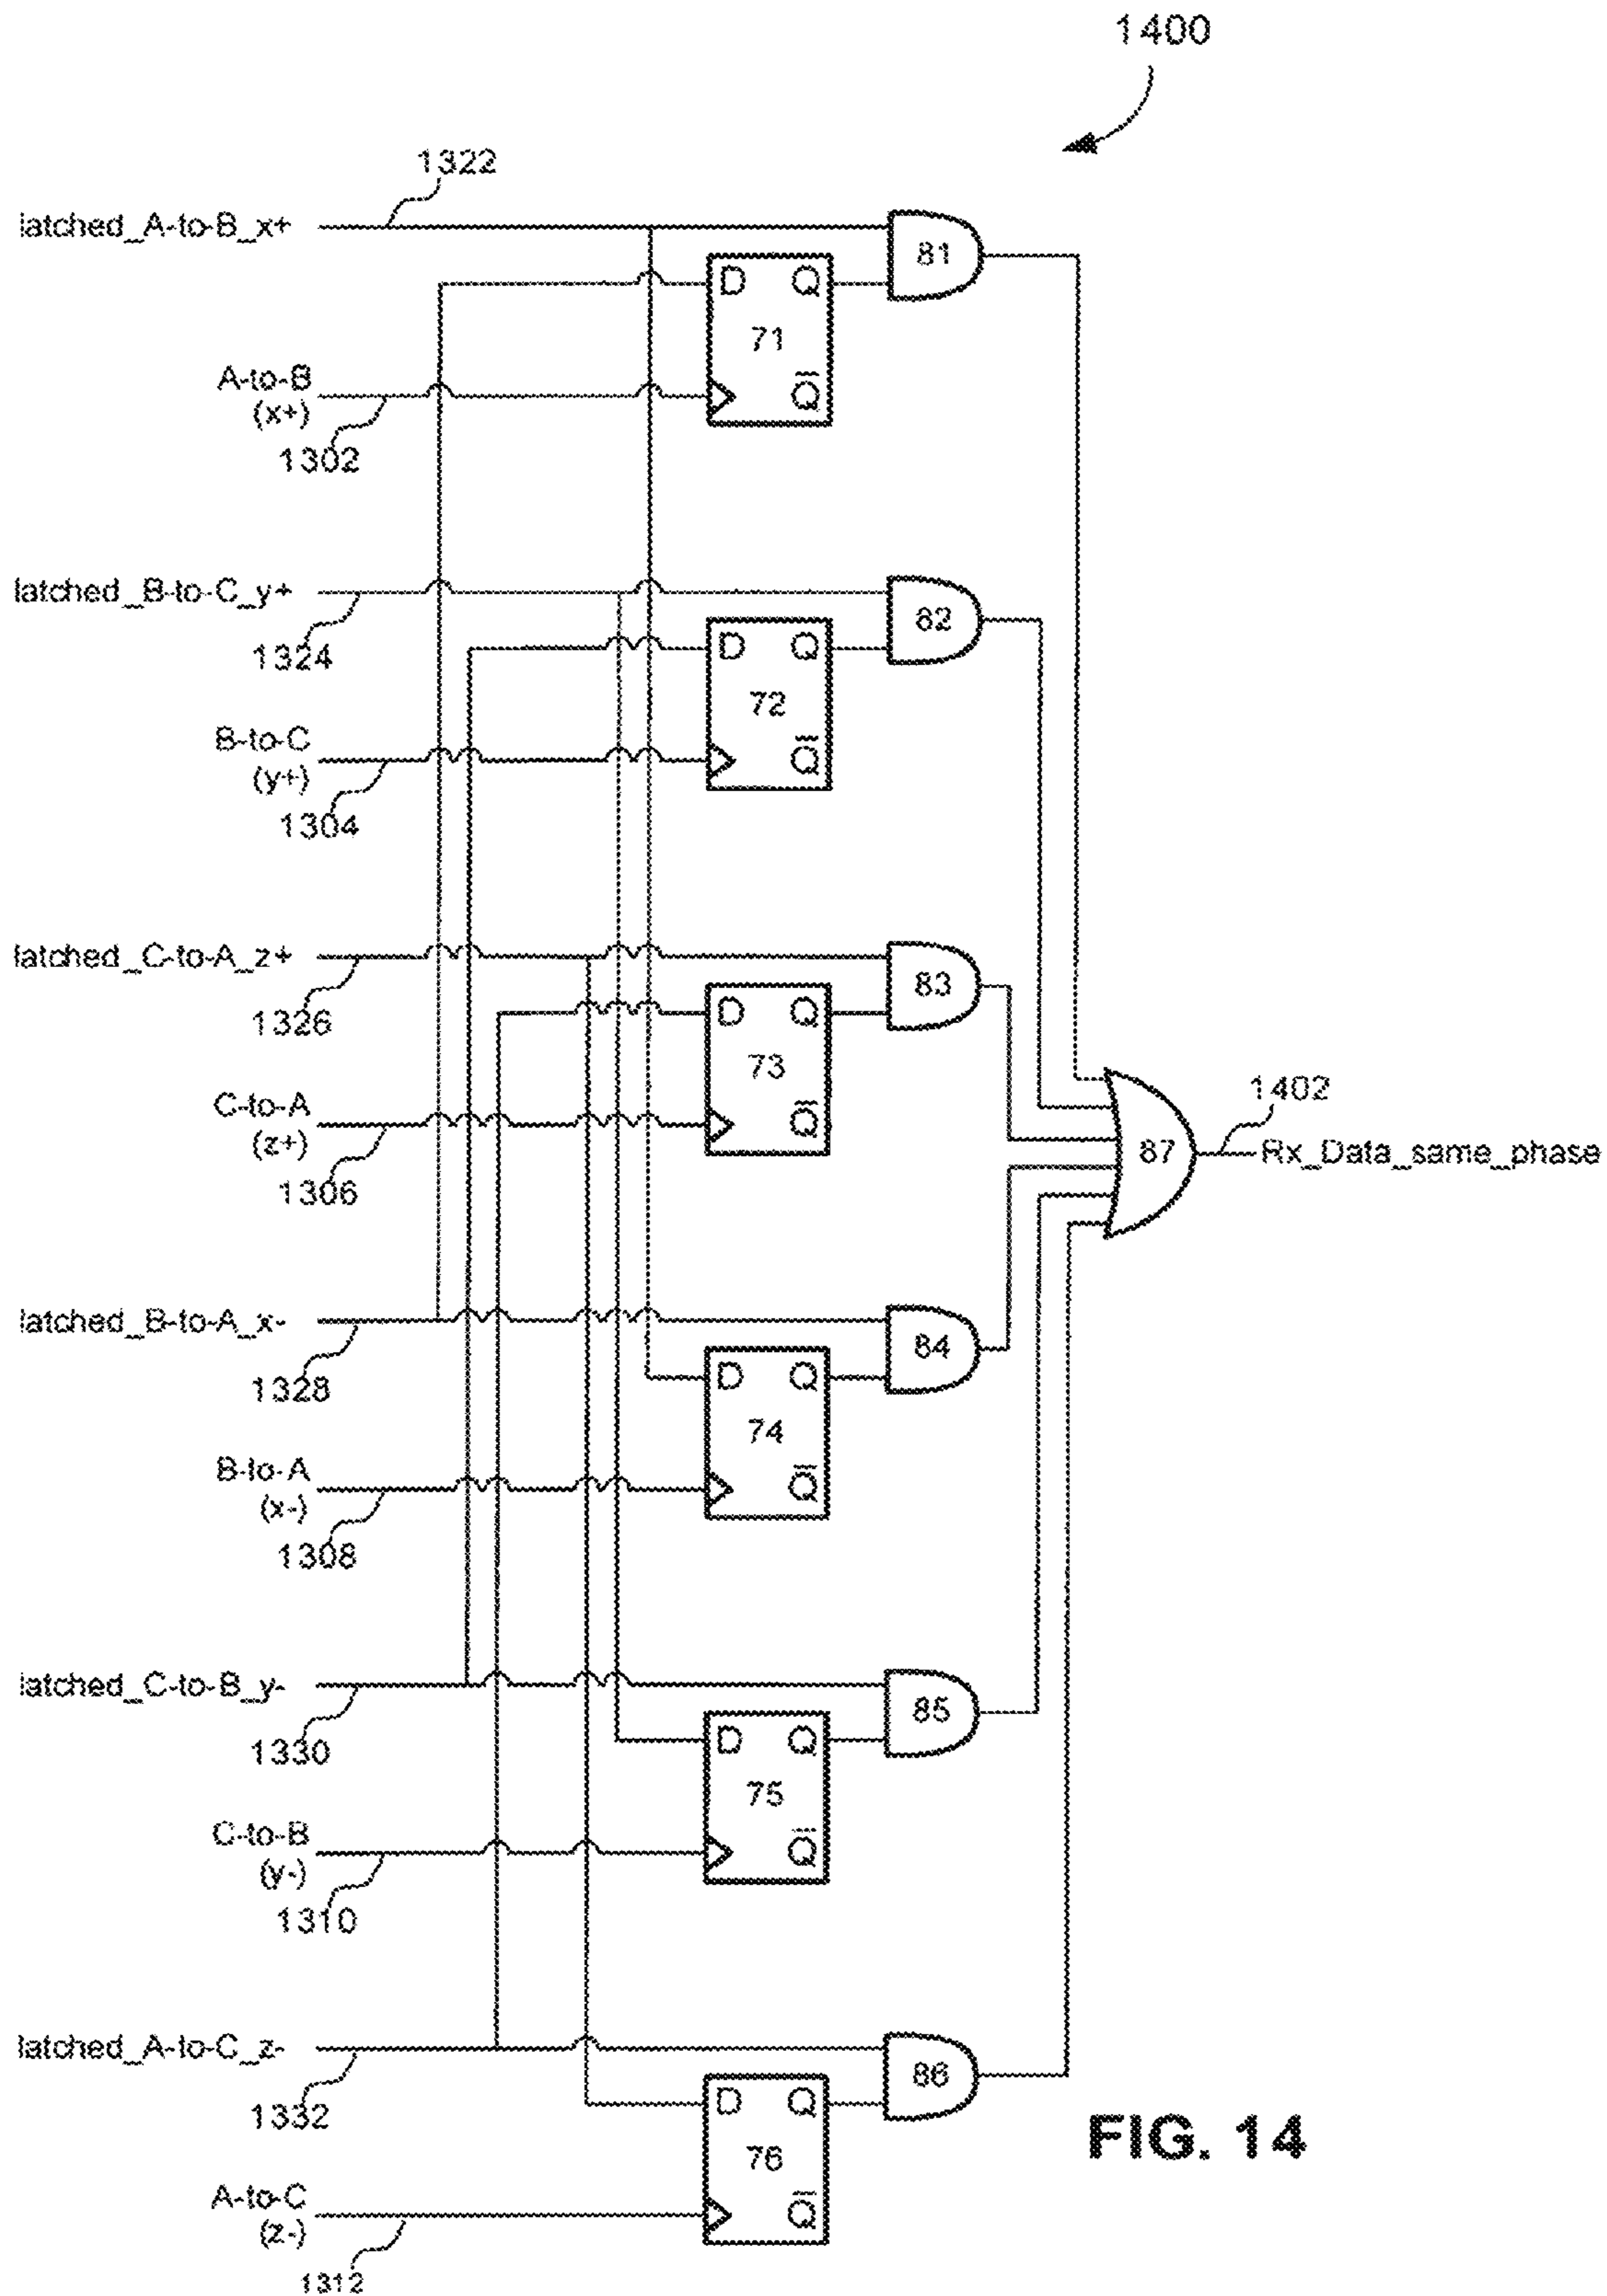 1400
1322
latched_A-to-B_x+
81
D Q
71
A-to-B
(x+)
Q
1302
latched_B-to-C_y+
82
1324
D Q
72
B-to-C
(y+)
Q
1304
latched_C-to-A_z+
83
1326
D Q
73
C-to-A
(z+)
Q
1306
1402
87
Rx_Data_same_phase
latched_B-to-A_x-
84
1328
D Q
74
B-to-A
(x-)
Q
1308
latched_C-to-B_y-
85
1330
D Q
75
C-to-B
(y-)
Q
1310
latched_A-to-C_z-
86
1332
D Q
76
A-to-C
(z-)
Q
1312
FIG. 14